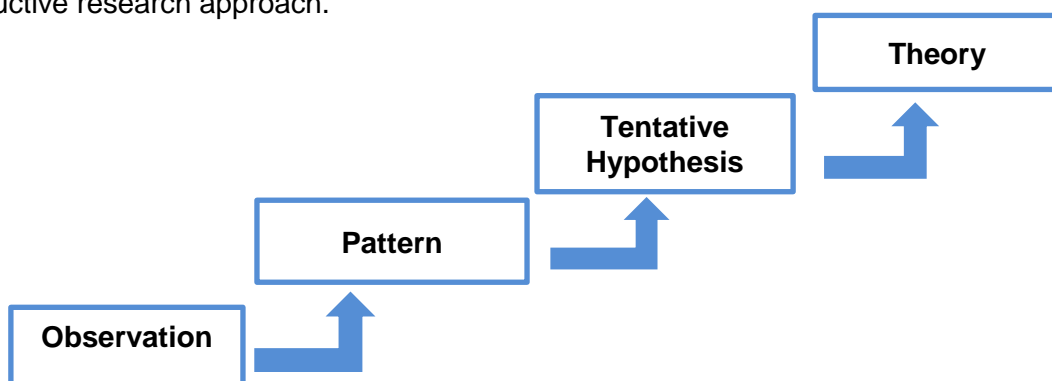 uctive research approach.
Theory
Tentative
Hypothesis
Pattern
Observation